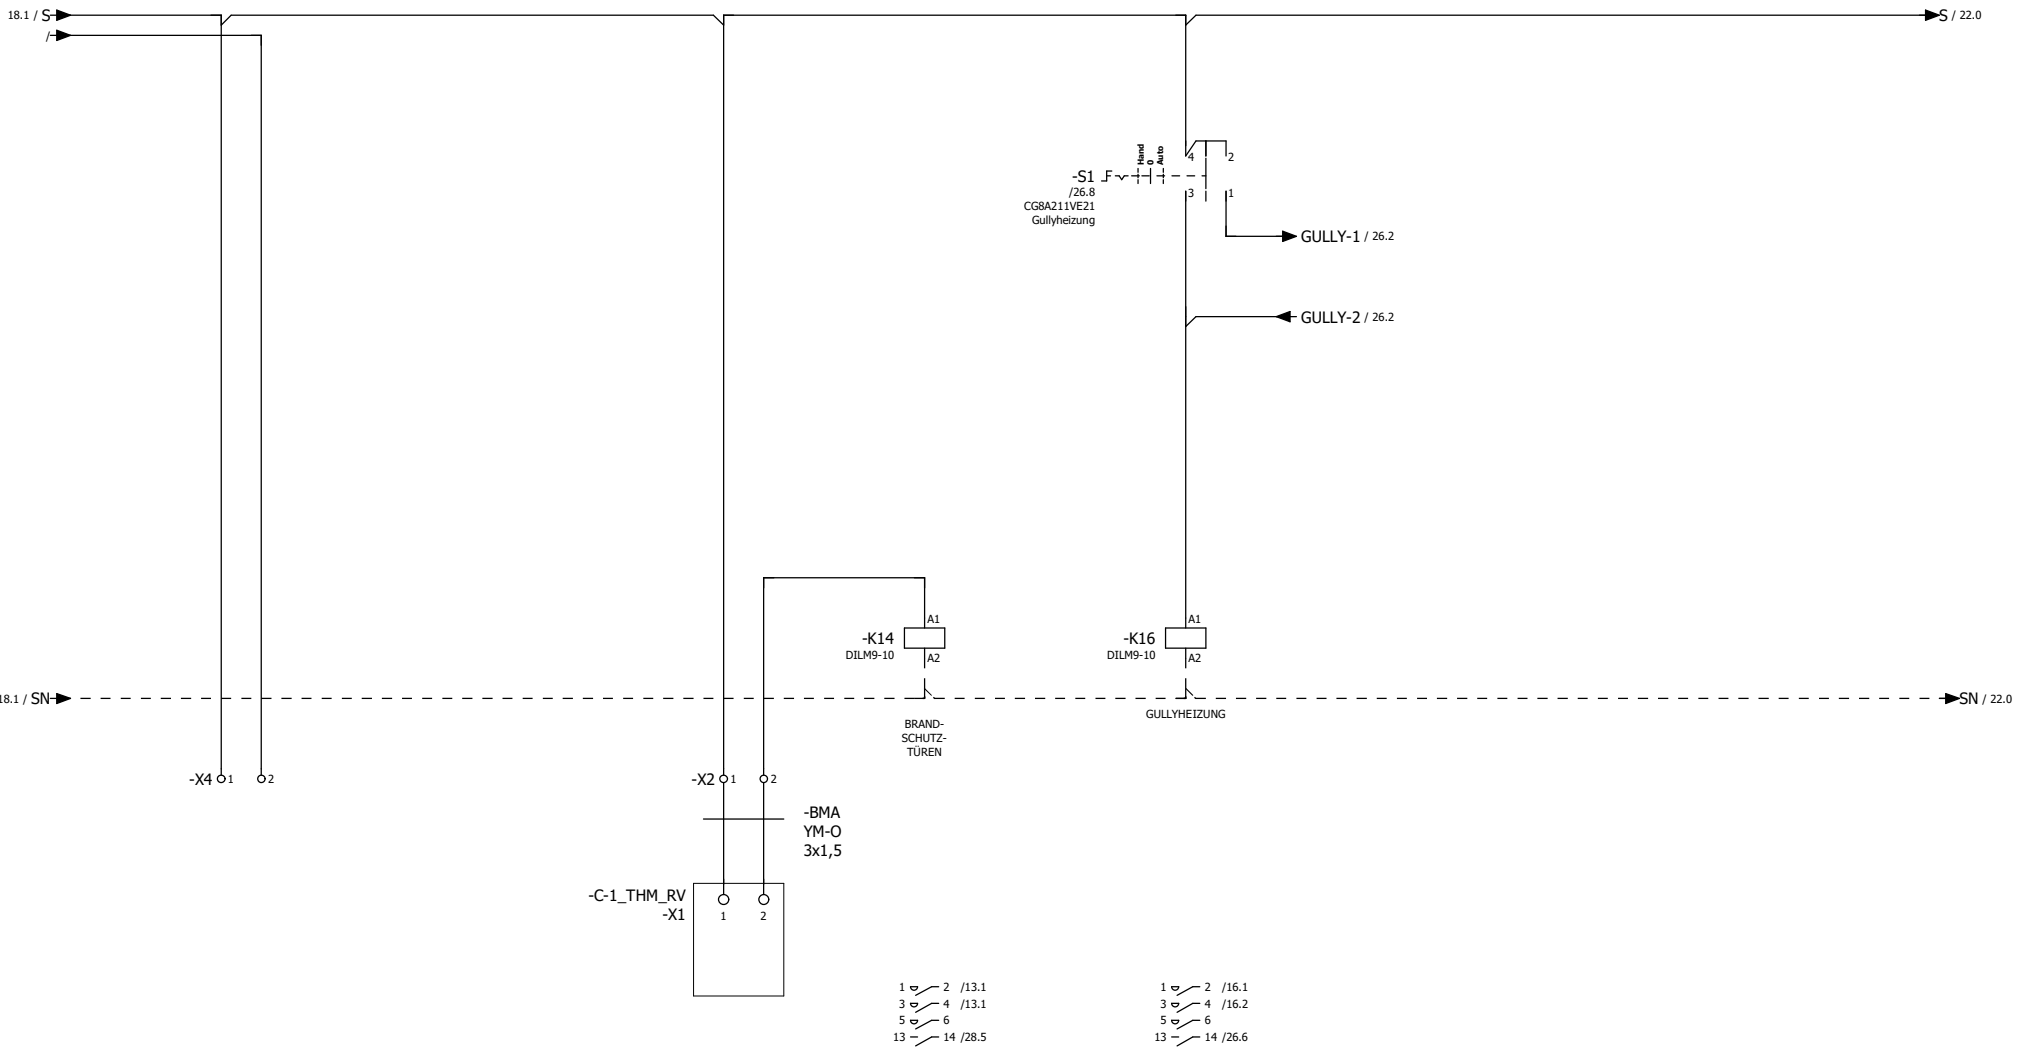 18.1 / S
S / 22.0
/
Hand
0
Auto
4
2
-S1
/26.8
CG8A211VE21
Gullyheizung
3
1
GULLY-1 / 26.2
GULLY-2 / 26.2
A1
-K14
DILM9-10
A2
A1
-K16
DILM9-10
A2
18.1 / SN
SN / 22.0
BRAND-
SCHUTZ-
TÜREN
GULLYHEIZUNG
-X4 1 2
-X2 1 2
-BMA
YM-O
3x1,5
-C-1_THM_RV
-X1
1 2
1 2 /13.1
3 4 /13.1
5 6
13 14 /28.5
1 2 /16.1
3 4 /16.2
5 6
13 14 /26.6